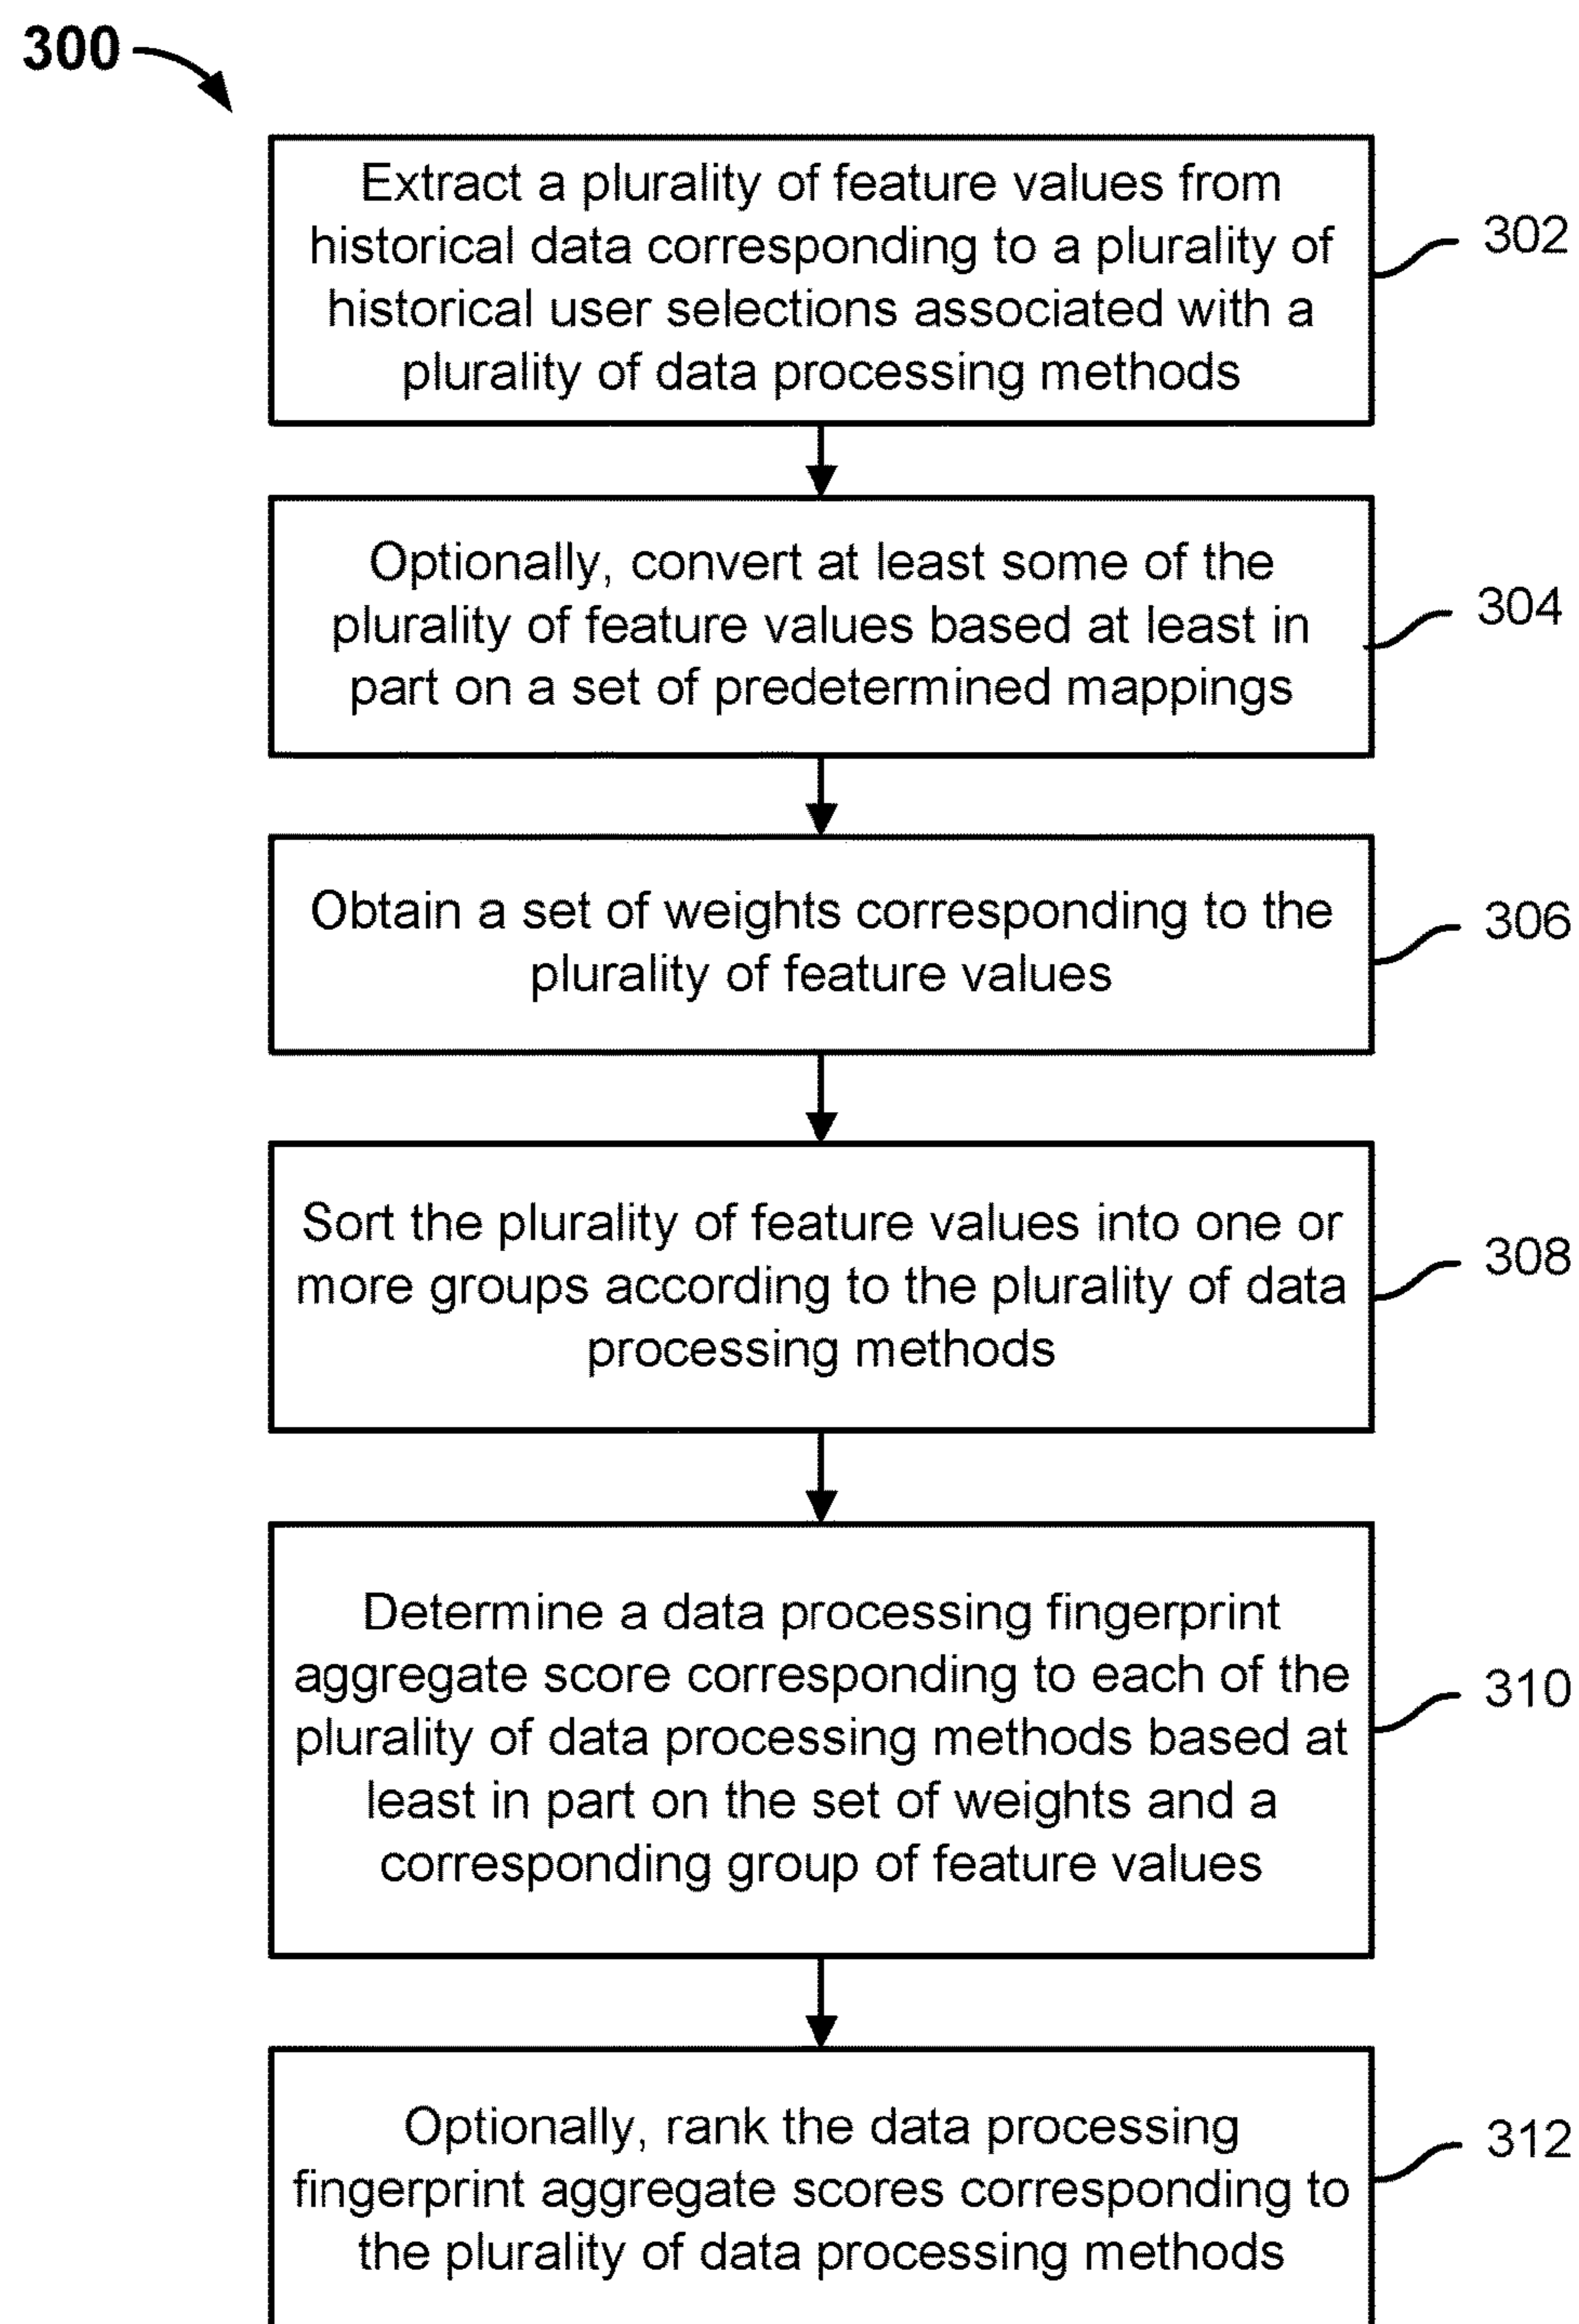 300
Extract a plurality of feature values from
historical data corresponding to a plurality of
historical user selections associated with a
plurality of data processing methods
302
Optionally, convert at least some of the
plurality of feature values based at least in
part on a set of predetermined mappings
304
Obtain a set of weights corresponding to the
plurality of feature values
306
Sort the plurality of feature values into one or
more groups according to the plurality of data
processing methods
308
Determine a data processing fingerprint
aggregate score corresponding to each of the
plurality of data processing methods based at
least in part on the set of weights and a
corresponding group of feature values
310
Optionally, rank the data processing
fingerprint aggregate scores corresponding to
the plurality of data processing methods
312